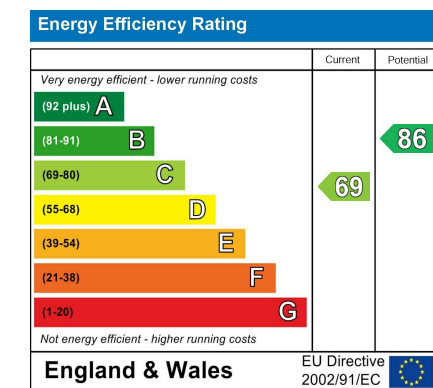 Energy Efficiency Rating
Current Potential
Very energy efficient - lower running costs
(92 plus) A
(81-91) B 86
(69-80) C 69
(55-68) D
(39-54) E
(21-38) F
(1-20) G
Not energy efficient - higher running costs
England & Wales
EU Directive
2002/91/EC